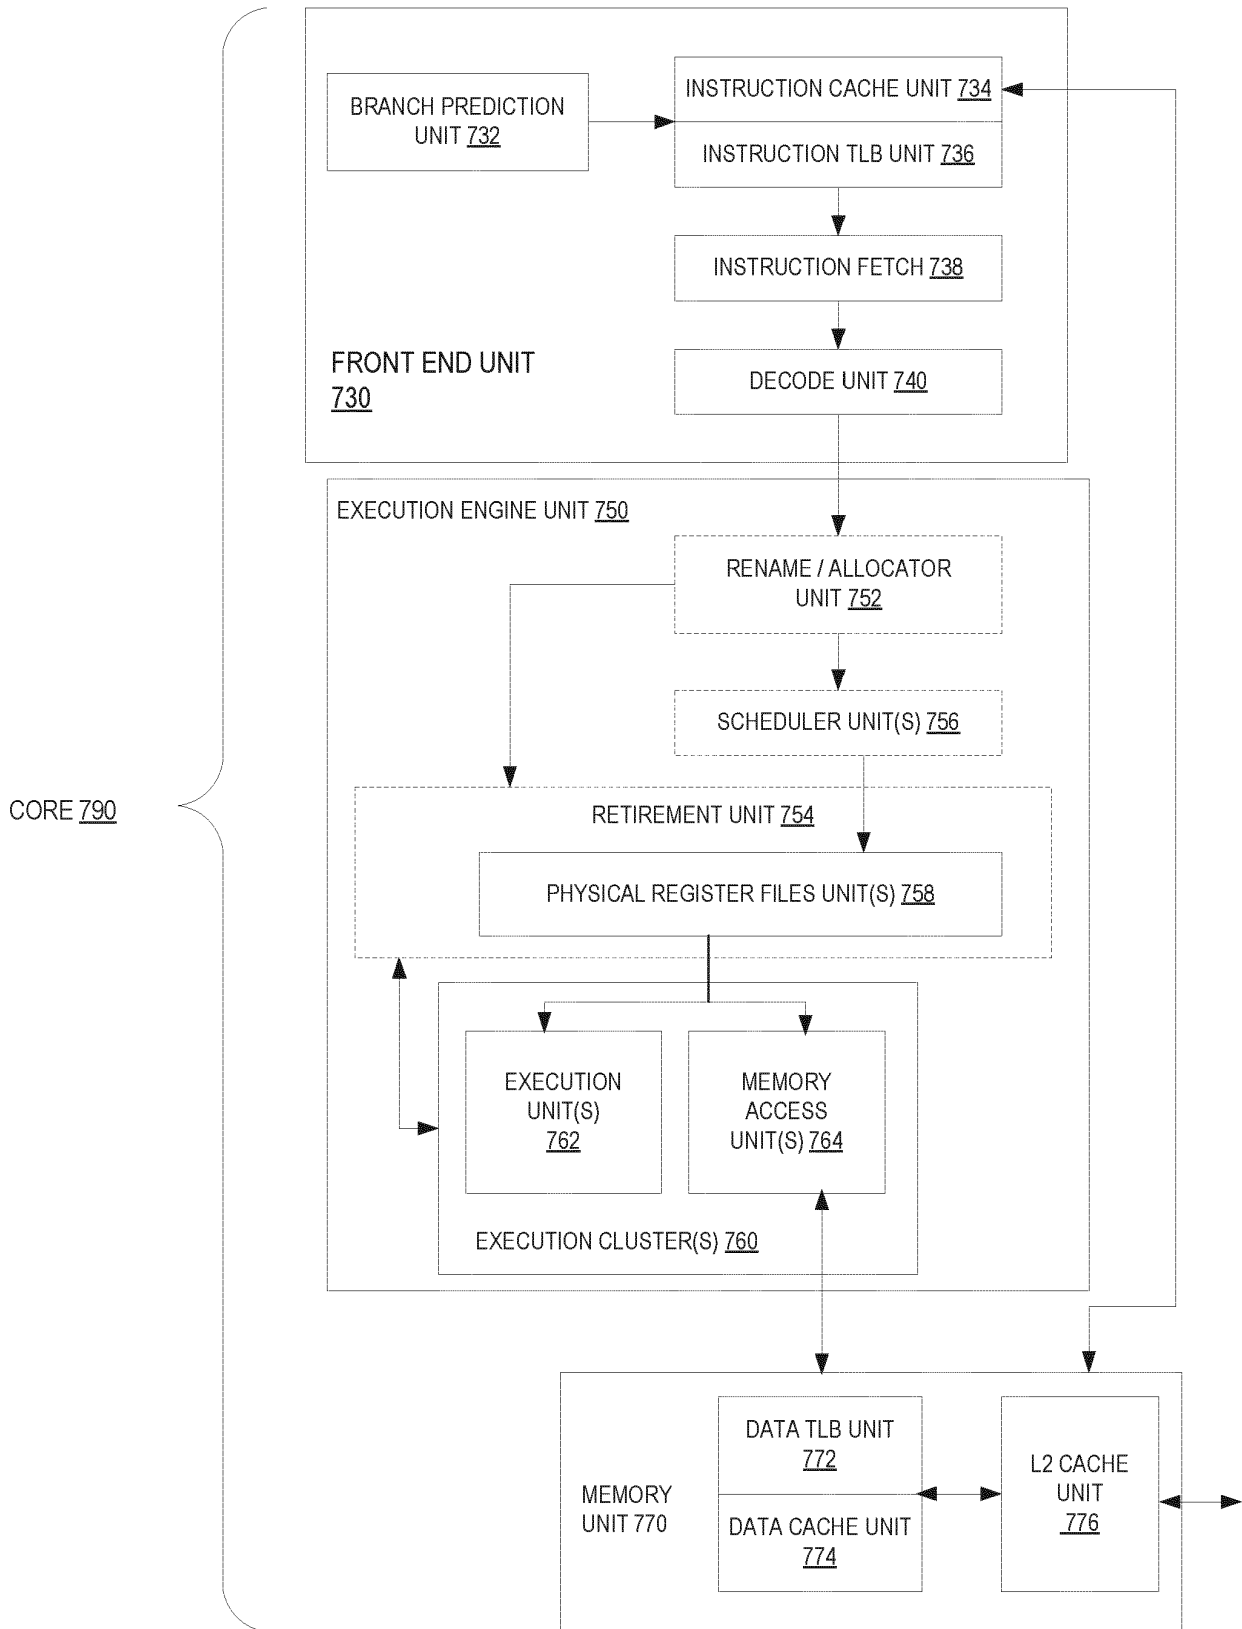 BRANCH PREDICTION
UNIT 732
INSTRUCTION CACHE UNIT 734
INSTRUCTION TLB UNIT 736
INSTRUCTION FETCH 738
FRONT END UNIT
730
DECODE UNIT 740
EXECUTION ENGINE UNIT 750
RENAME / ALLOCATOR
UNIT 752
SCHEDULER UNIT(S) 756
CORE 790
RETIREMENT UNIT 754
PHYSICAL REGISTER FILES UNIT(S) 758
EXECUTION
UNIT(S)
762
MEMORY
ACCESS
UNIT(S) 764
EXECUTION CLUSTER(S) 760
MEMORY
UNIT 770
DATA TLB UNIT
772
DATA CACHE UNIT
774
L2 CACHE
UNIT
776